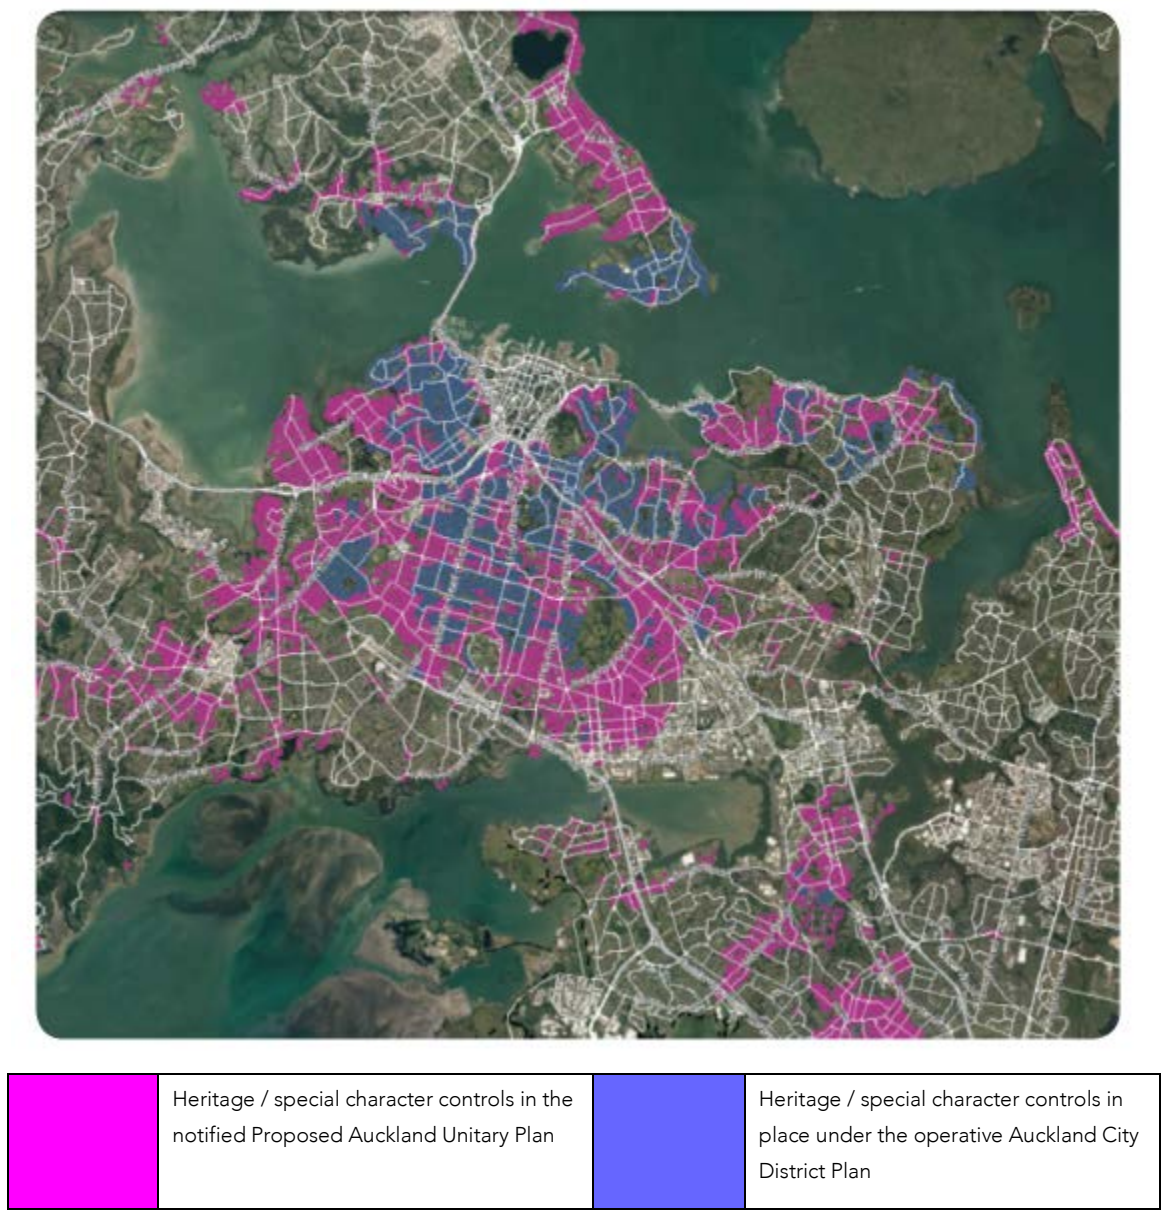 Heritage / special character controls in the
notified Proposed Auckland Unitary Plan
Heritage / special character controls in
place under the operative Auckland City
District Plan